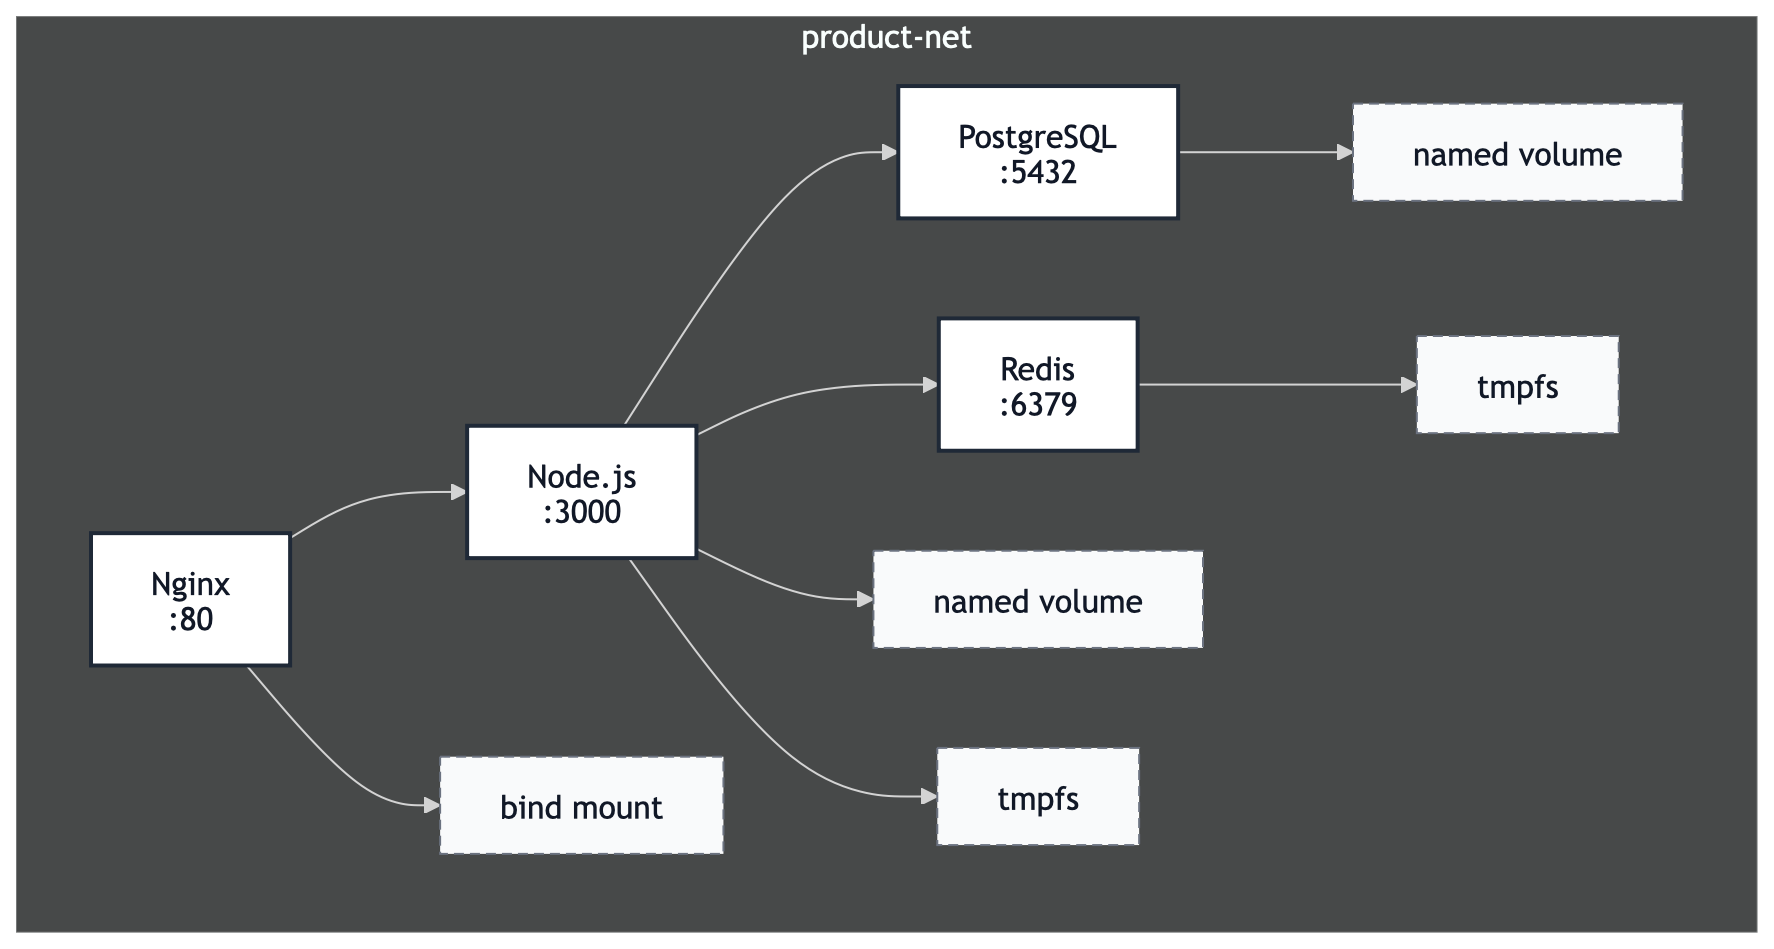 product-net
PostgreSQL
:5432
named volume
Redis
:6379
tmpfs
Node.js
:3000
Nginx
:80
named volume
bind mount
tmpfs